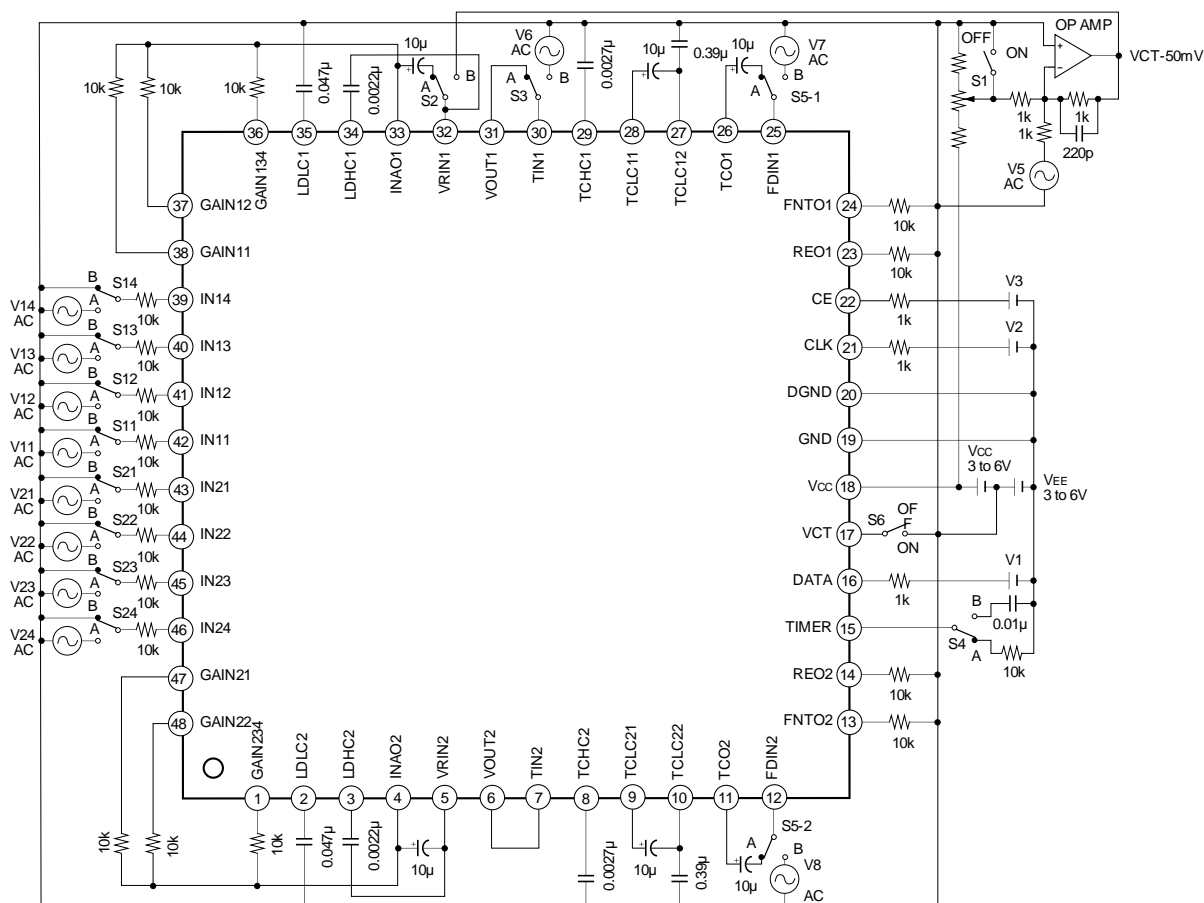 10μ
V6
AC
B
A
S2
S3
0.047μ
0.0022μ
0.0027μ
10μ
0.39μ
10μ
V7
AC
B
A
S5-1
OFF
ON
S1
OP AMP
+
−
VCT-50mV
1k
1k
1k
220p
V5
AC
10k
10k
10k
36
35
34
33
32
31
30
29
28
27
26
25
GAIN134
LDLC1
LDHC1
INAO1
VRIN1
VOUT1
TIN1
TCHC1
TCLC11
TCLC12
TCO1
FDIN1
37 GAIN12
38 GAIN11
39 IN14
40 IN13
41 IN12
42 IN11
43 IN21
44 IN22
45 IN23
46 IN24
47 GAIN21
48 GAIN22
V14
AC
B
A
S14
10k
V13
AC
B
A
S13
10k
V12
AC
B
A
S12
10k
V11
AC
B
A
S11
10k
V21
AC
B
A
S21
10k
V22
AC
B
A
S22
10k
V23
AC
B
A
S23
10k
V24
AC
B
A
S24
10k
FNTO1 24
10k
REO1 23
10k
CE 22
1k
V3
CLK 21
1k
V2
DGND 20
GND 19
VCC 18
VCC
3 to 6V
VEE
3 to 6V
VCT 17
S6
OF
F
ON
DATA 16
1k
V1
TIMER 15
B
0.01μ
S4
A
10k
REO2 14
10k
FNTO2 13
10k
GAIN234
LDLC2
LDHC2
INAO2
VRIN2
VOUT2
TIN2
TCHC2
TCLC21
TCLC22
TCO2
FDIN2
1
2
3
4
5
6
7
8
9
10
11
12
10k
10k
10k
0.047μ
0.0022μ
10μ
0.0027μ
10μ
0.39μ
10μ
A
S5-2
B
V8
AC